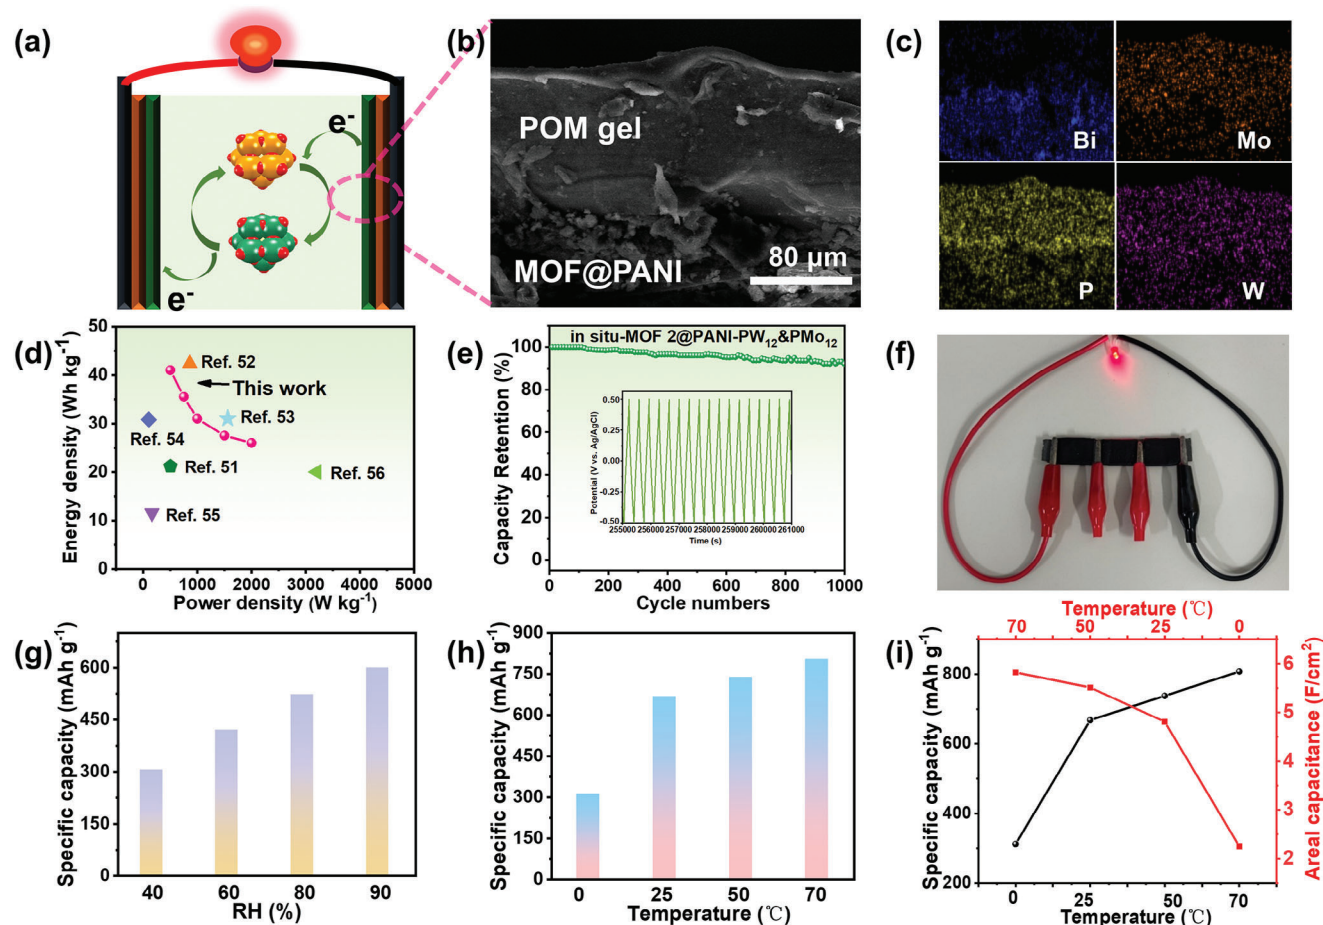 (a)
e-
e-
(b)
POM gel
MOF@PANI
80 μm
(c)
Bi
Mo
P
W
(d)
Energy density (Wh kg-1)
50
40
30
20
10
0
Ref. 52
This work
Ref. 53
Ref. 54
Ref. 51
Ref. 56
Ref. 55
0 1000 2000 3000 4000 5000
Power density (W kg-1)
(e)
in situ-MOF 2@PANI-PW12&PMo12
Capacity Retention (%)
100
80
60
40
20
0
Potential (V vs. Ag/AgCl)
0.50
0.25
0.00
-0.25
-0.50
255000 256000 257000 258000 259000 260000 261000
Time (s)
0 200 400 600 800 1000
Cycle numbers
(f)
(g)
Specific capacity (mAh g-1)
600
450
300
150
0
40 60 80 90
RH (%)
(h)
Specific capacity (mAh g-1)
900
750
600
450
300
150
0
0 25 50 70
Temperature (℃)
(i)
Temperature (℃)
70 50 25 0
Specific capacity (mAh g-1)
800
600
400
200
Areal capacitance (F/cm2)
6
5
4
3
2
0 25 50 70
Temperature (℃)